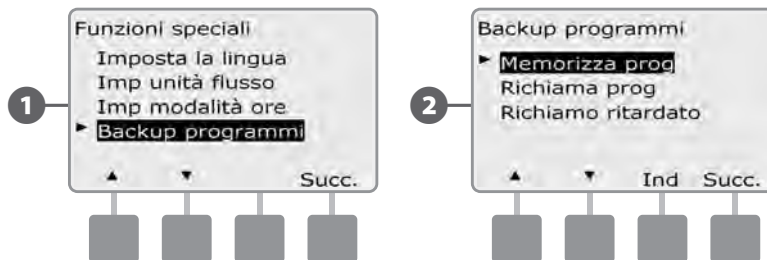 1
Funzioni speciali
Imposta la lingua
Imp unità flusso
Imp modalità ore
► Backup programmi
▲ ▼ Succ.
2
Backup programmi
► Memorizza prog
Richiama prog
Richiamo ritardato
▲ ▼ Ind Succ.